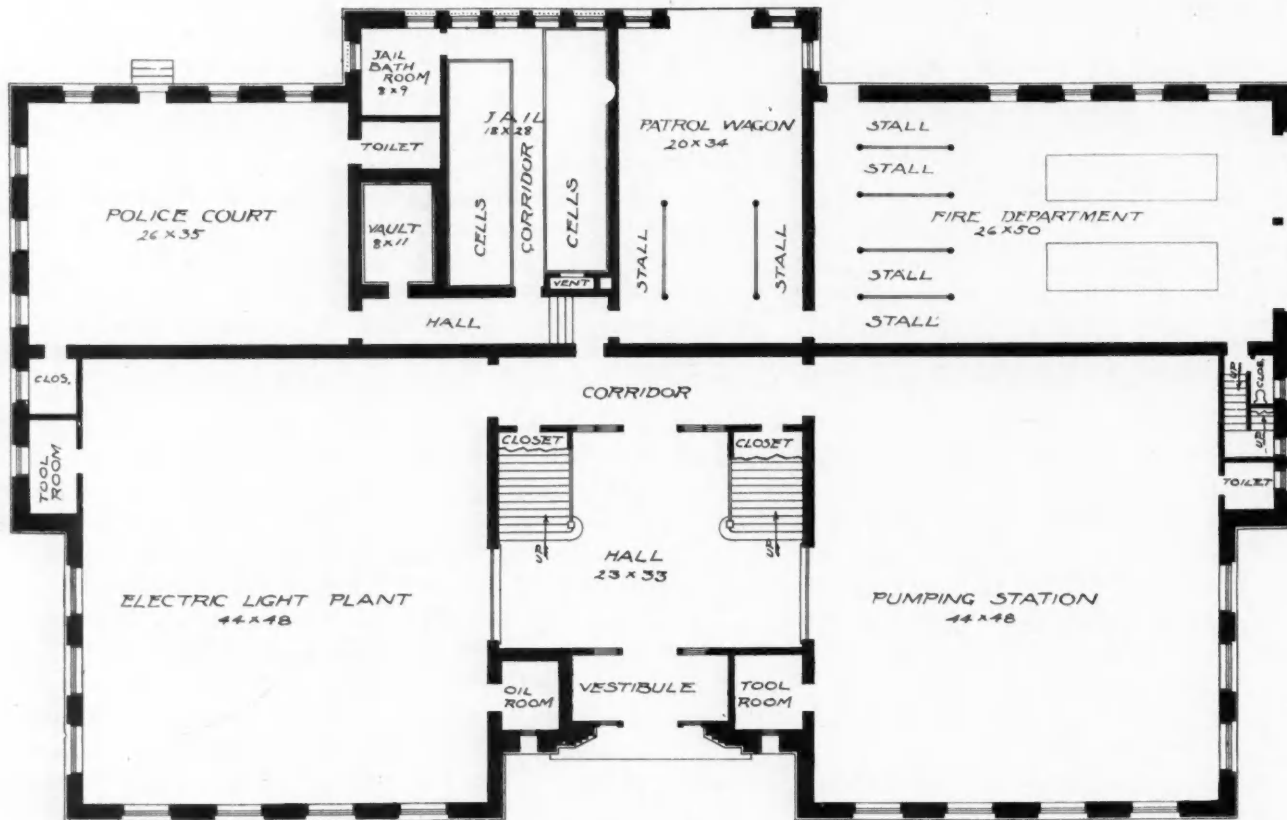 JAIL
BATH
ROOM
8 X 9
JAIL
18 X 28
PATROL WAGON
20 X 34
STALL
STALL
TOILET
CORRIDOR
CELLS
CELLS
POLICE COURT
26 X 35
VAULT
8 X 11
FIRE DEPARTMENT
26 X 50
STALL
STALL
STALL
STALL
VENT
HALL
CLOS.
CORRIDOR
UP
CLOS.
CLOSET
CLOSET
UP
TOOL
ROOM
TOILET
UP
UP
HALL
23 X 33
ELECTRIC LIGHT PLANT
44 X 48
PUMPING STATION
44 X 48
OIL
ROOM
VESTIBULE
TOOL
ROOM